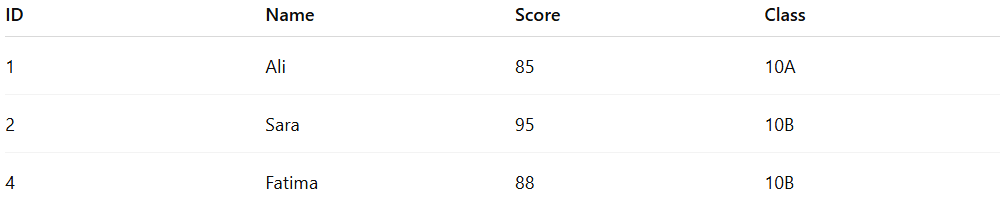 ID Name Score Class
1 Ali 85 10A
2 Sara 95 10B
4 Fatima 88 10B